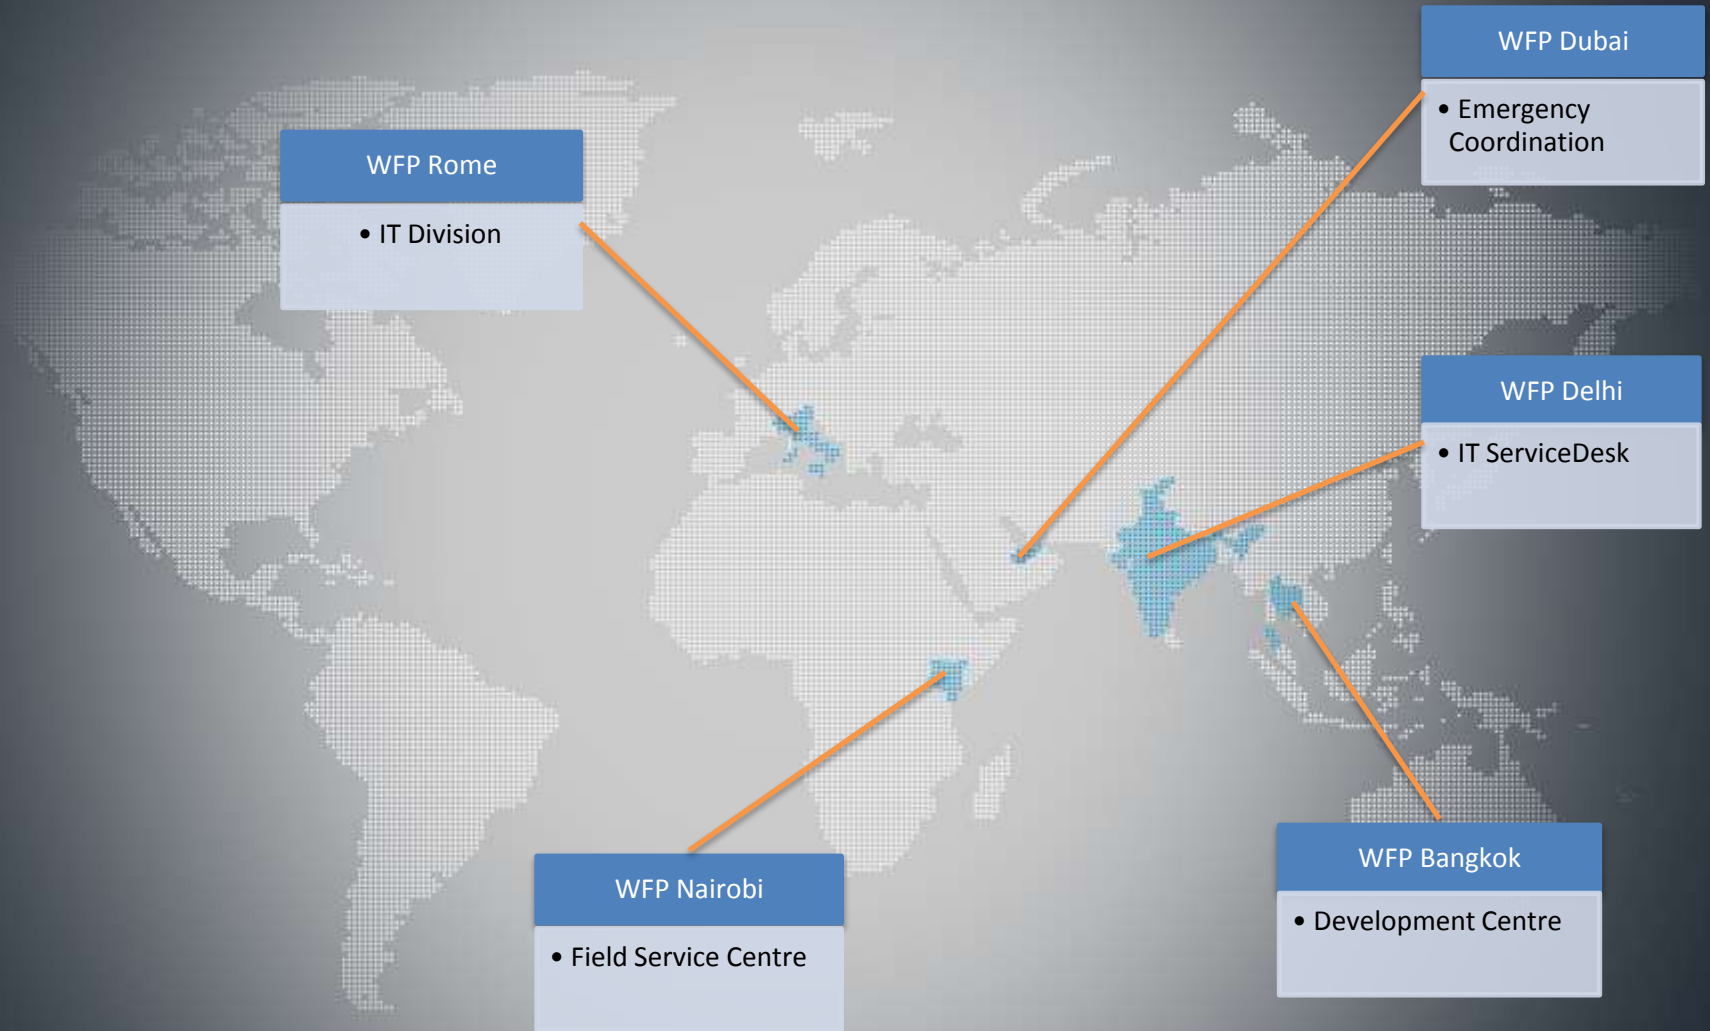 WFP Dubai
• Emergency
Coordination
WFP Rome
• IT Division
WFP Delhi
• IT ServiceDesk
WFP Bangkok
• Development Centre
WFP Nairobi
• Field Service Centre